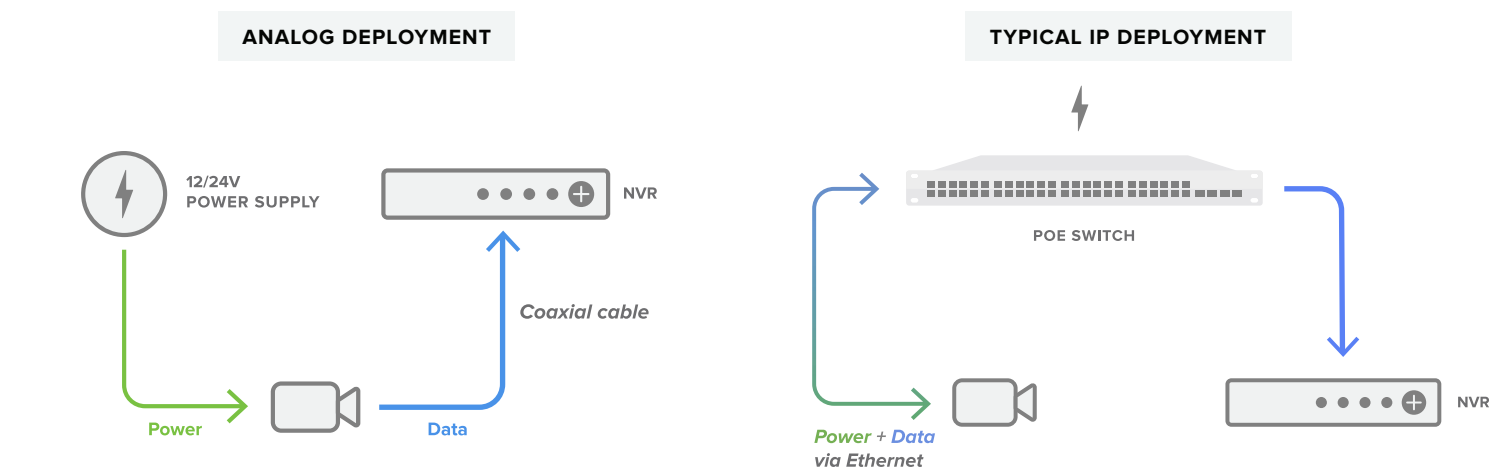 ANALOG DEPLOYMENT
12/24V
POWER SUPPLY
NVR
Coaxial cable
Power
Data
TYPICAL IP DEPLOYMENT
POE SWITCH
Power + Data
via Ethernet
NVR